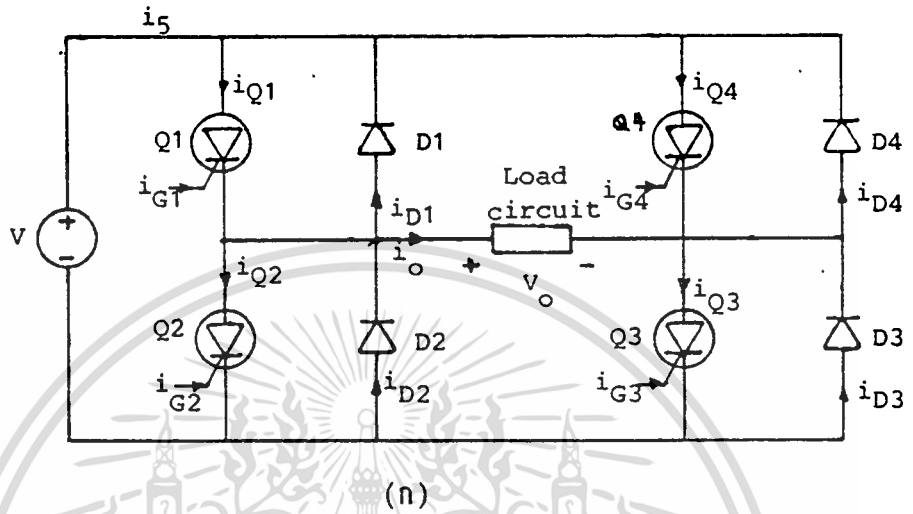 i5
iQ1
iQ4
Q1
D1
Q4
D4
iG1
Load
circuit
iG4
iD1
iD4
V
+
-
io
+
-
iQ2
Vo
iQ3
Q2
D2
Q3
D3
iG2
iD2
iG3
iD3
(ก)